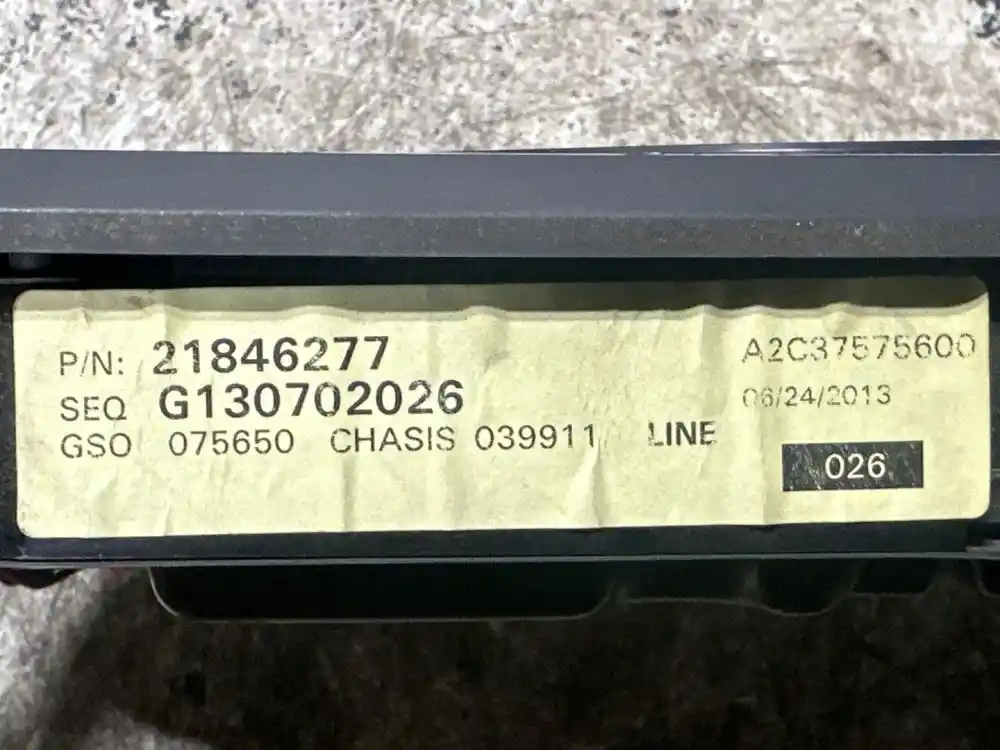 P/N: 21846277
SEQ G130702026
GSO 075650 CHASIS 039911 LINE
A2C37575600
06/24/2013
026